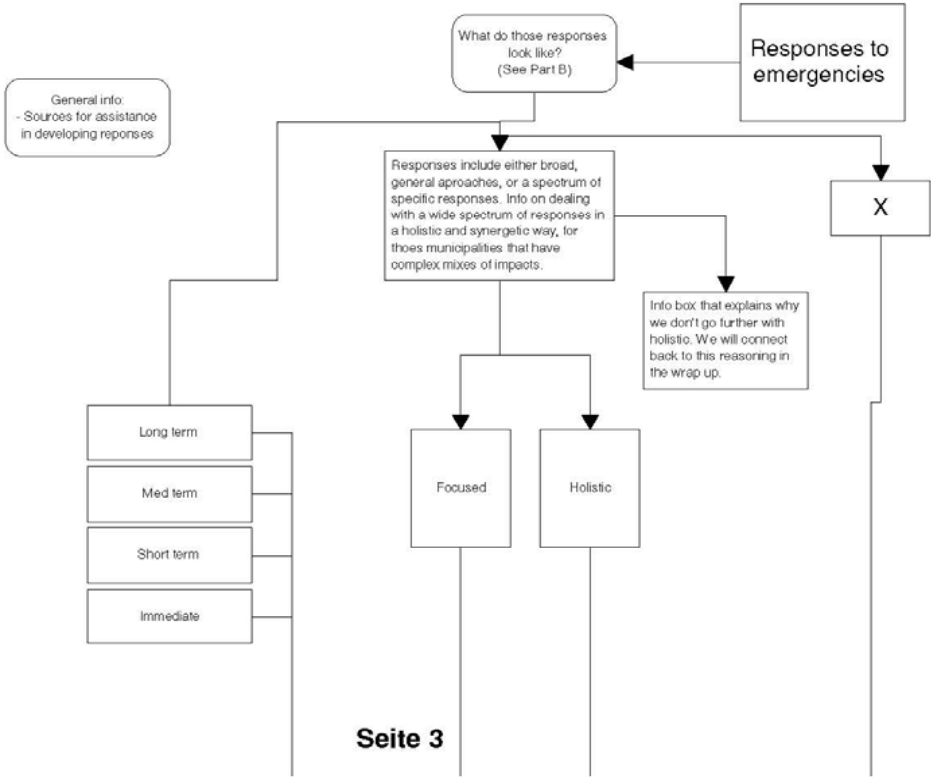 What do those responses
look like?
(See Part B)
Responses to
emergencies
General info:
- Sources for assistance
in developing reponses
Responses include either broad,
general aproaches, or a spectrum of
specific responses. Info on dealing
with a wide spectrum of responses in
a holistic and synergetic way, for
thoes municipalities that have
complex mixes of impacts.
X
Info box that explains why
we don't go further with
holistic. We will connect
back to this reasoning in
the wrap up.
Long term
Med term
Short term
Immediate
Focused
Holistic
Seite 3